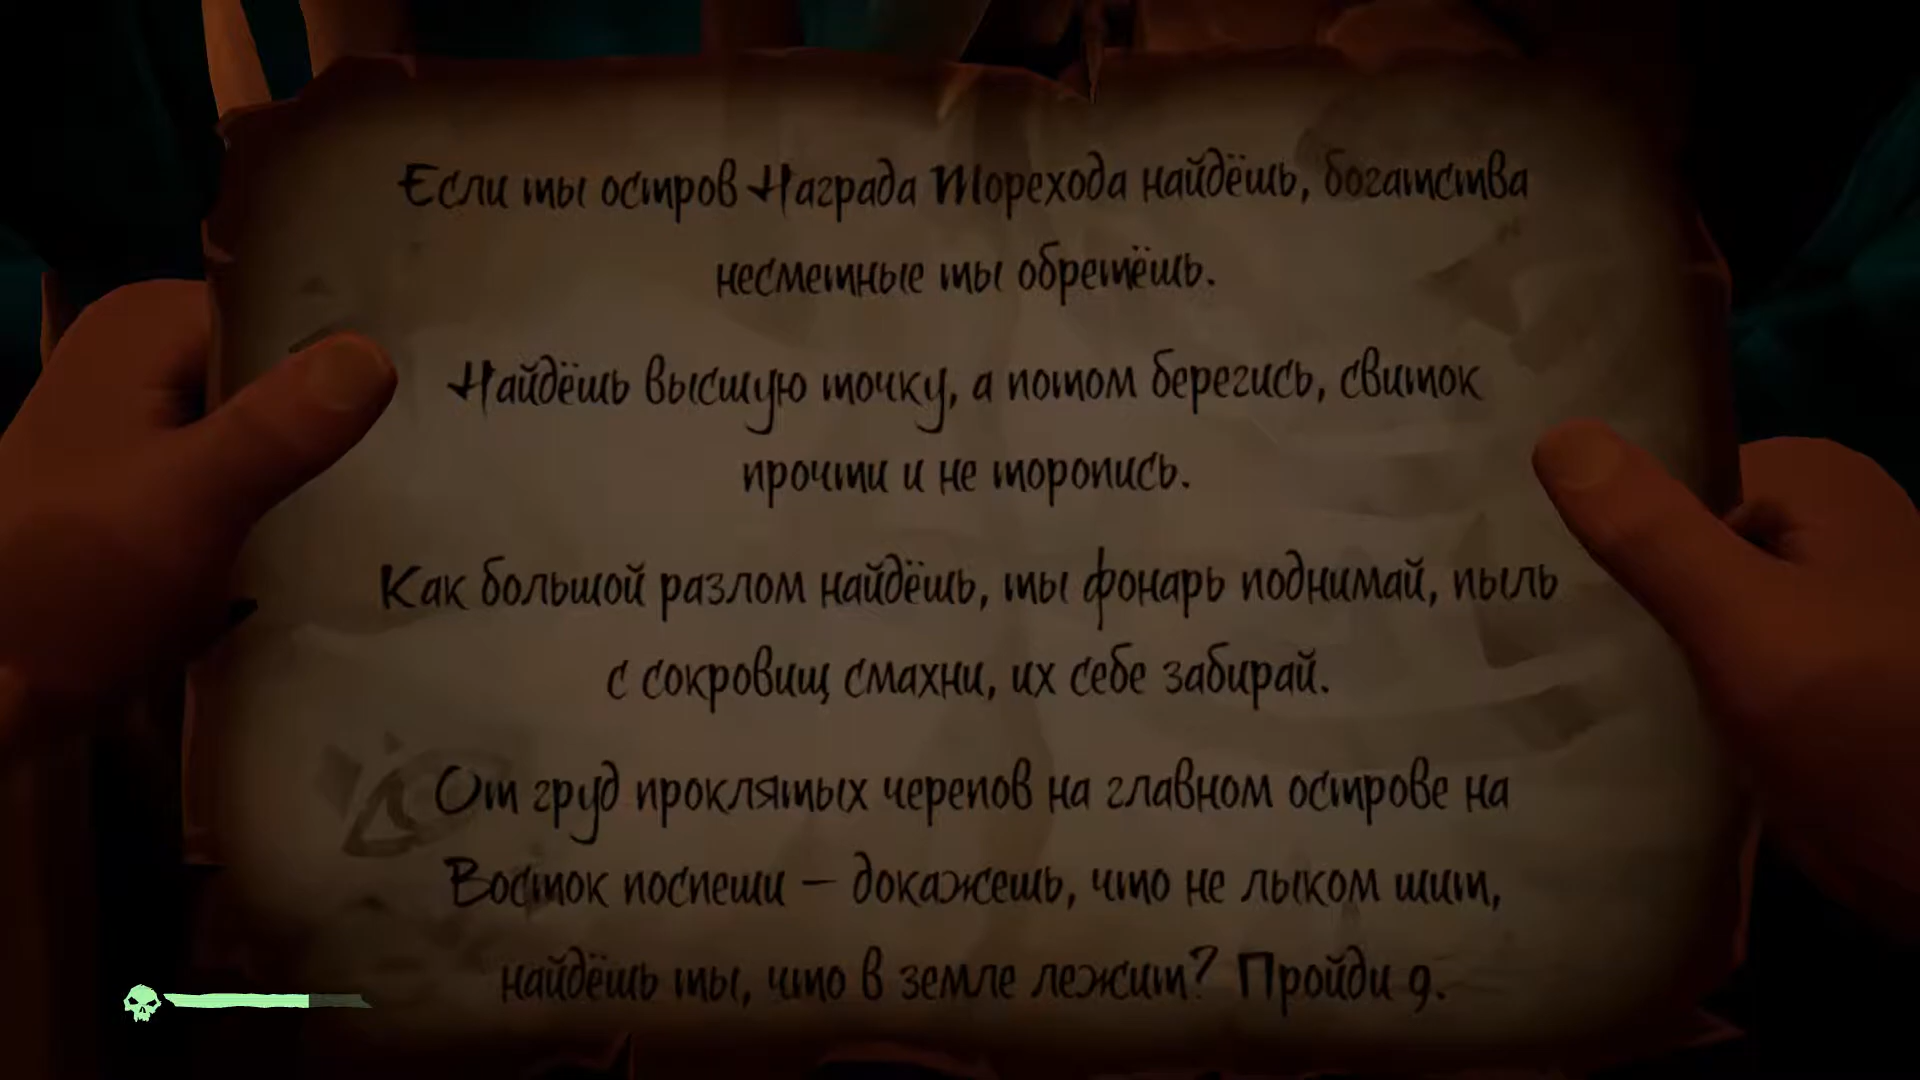 Если ты остров Награда Морехода найдёшь, богатства
несметные ты обретёшь.
Найдёшь высшую точку, а потом берегись, свиток
прочти и не торопись.
Как большой разлом найдёшь, ты фонарь поднимай, пыль
с сокровищ смахни, их себе забирай.
От груд проклятых черепов на главном острове на
Восток поспеши — докажешь, что не лыком шит,
найдёшь ты, что в земле лежит? Пройди 9.